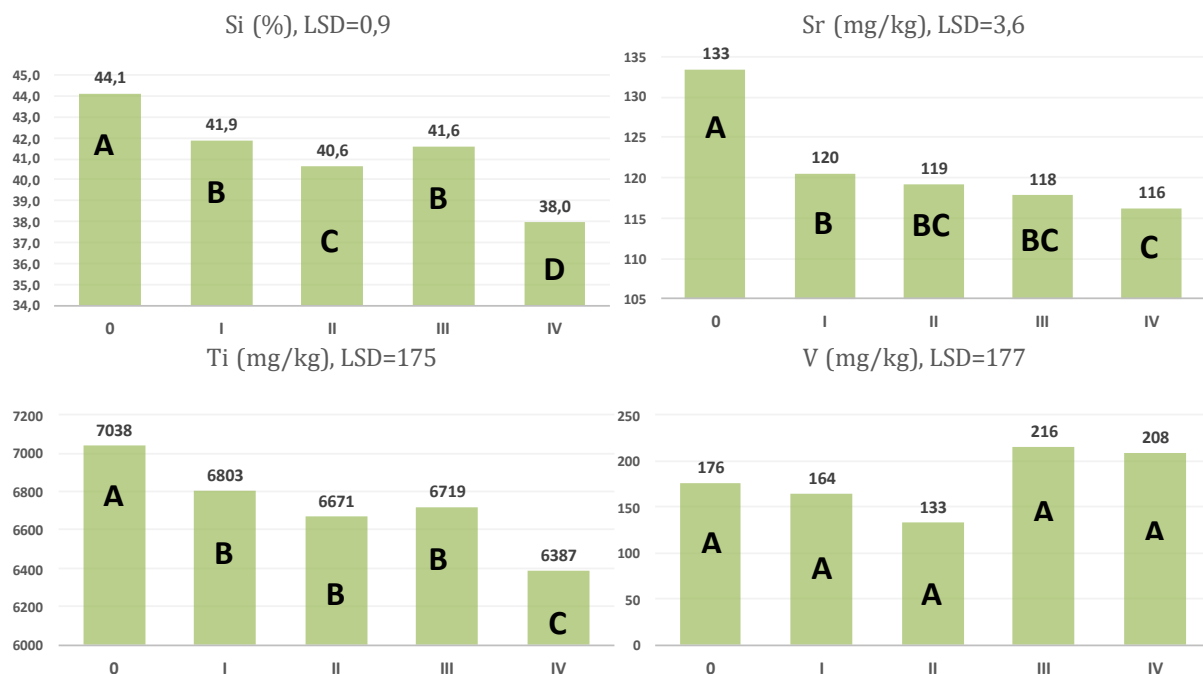 Si (%), LSD=0,9
45,0
44,0
43,0
42,0
41,0
40,0
39,0
38,0
37,0
36,0
35,0
34,0
44,1
41,9
40,6
41,6
38,0
A
B
C
B
D
0 I II III IV
Sr (mg/kg), LSD=3,6
135
130
125
120
115
110
105
133
120
119
118
116
A
B
BC
BC
C
0 I II III IV
Ti (mg/kg), LSD=175
7200
7000
6800
6600
6400
6200
6000
7038
6803
6671
6719
6387
A
B
B
B
C
0 I II III IV
V (mg/kg), LSD=177
250
200
150
100
50
0
176
164
133
216
208
A
A
A
A
A
0 I II III IV